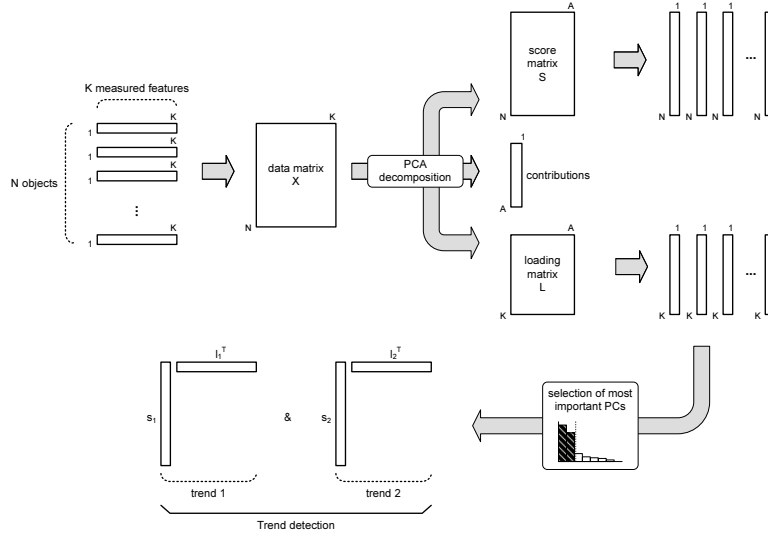 K measured features
N objects
1
K
1
K
1
K
...
1
K
data matrix
X
K
N
PCA
decomposition
A
score
matrix
S
N
1
contributions
A
A
loading
matrix
L
K
1 1 1 1
...
N N N N
1 1 1 1
...
K K K K
selection of most
important PCs
l₁ᵀ
s₁
&
l₂ᵀ
s₂
trend 1
trend 2
Trend detection